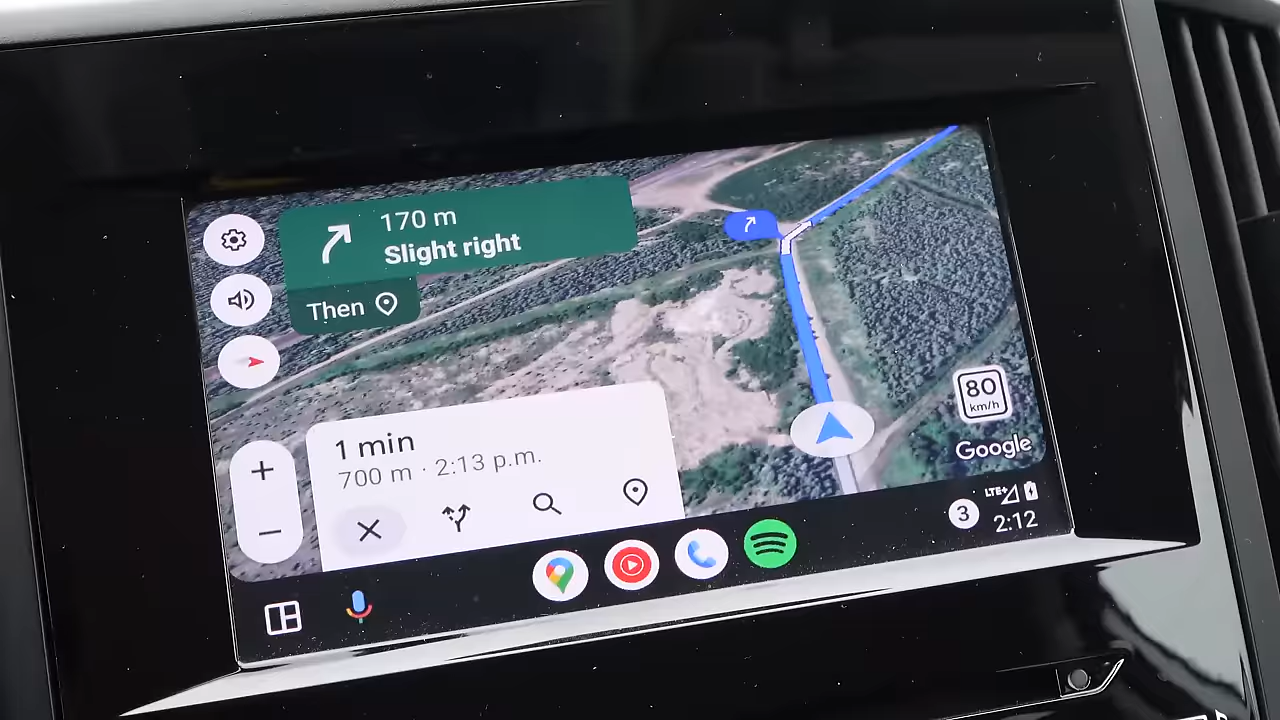 170 m
Slight right
Then
1 min
700 m · 2:13 p.m.
80
km/h
Google
3
LTE+
2:12